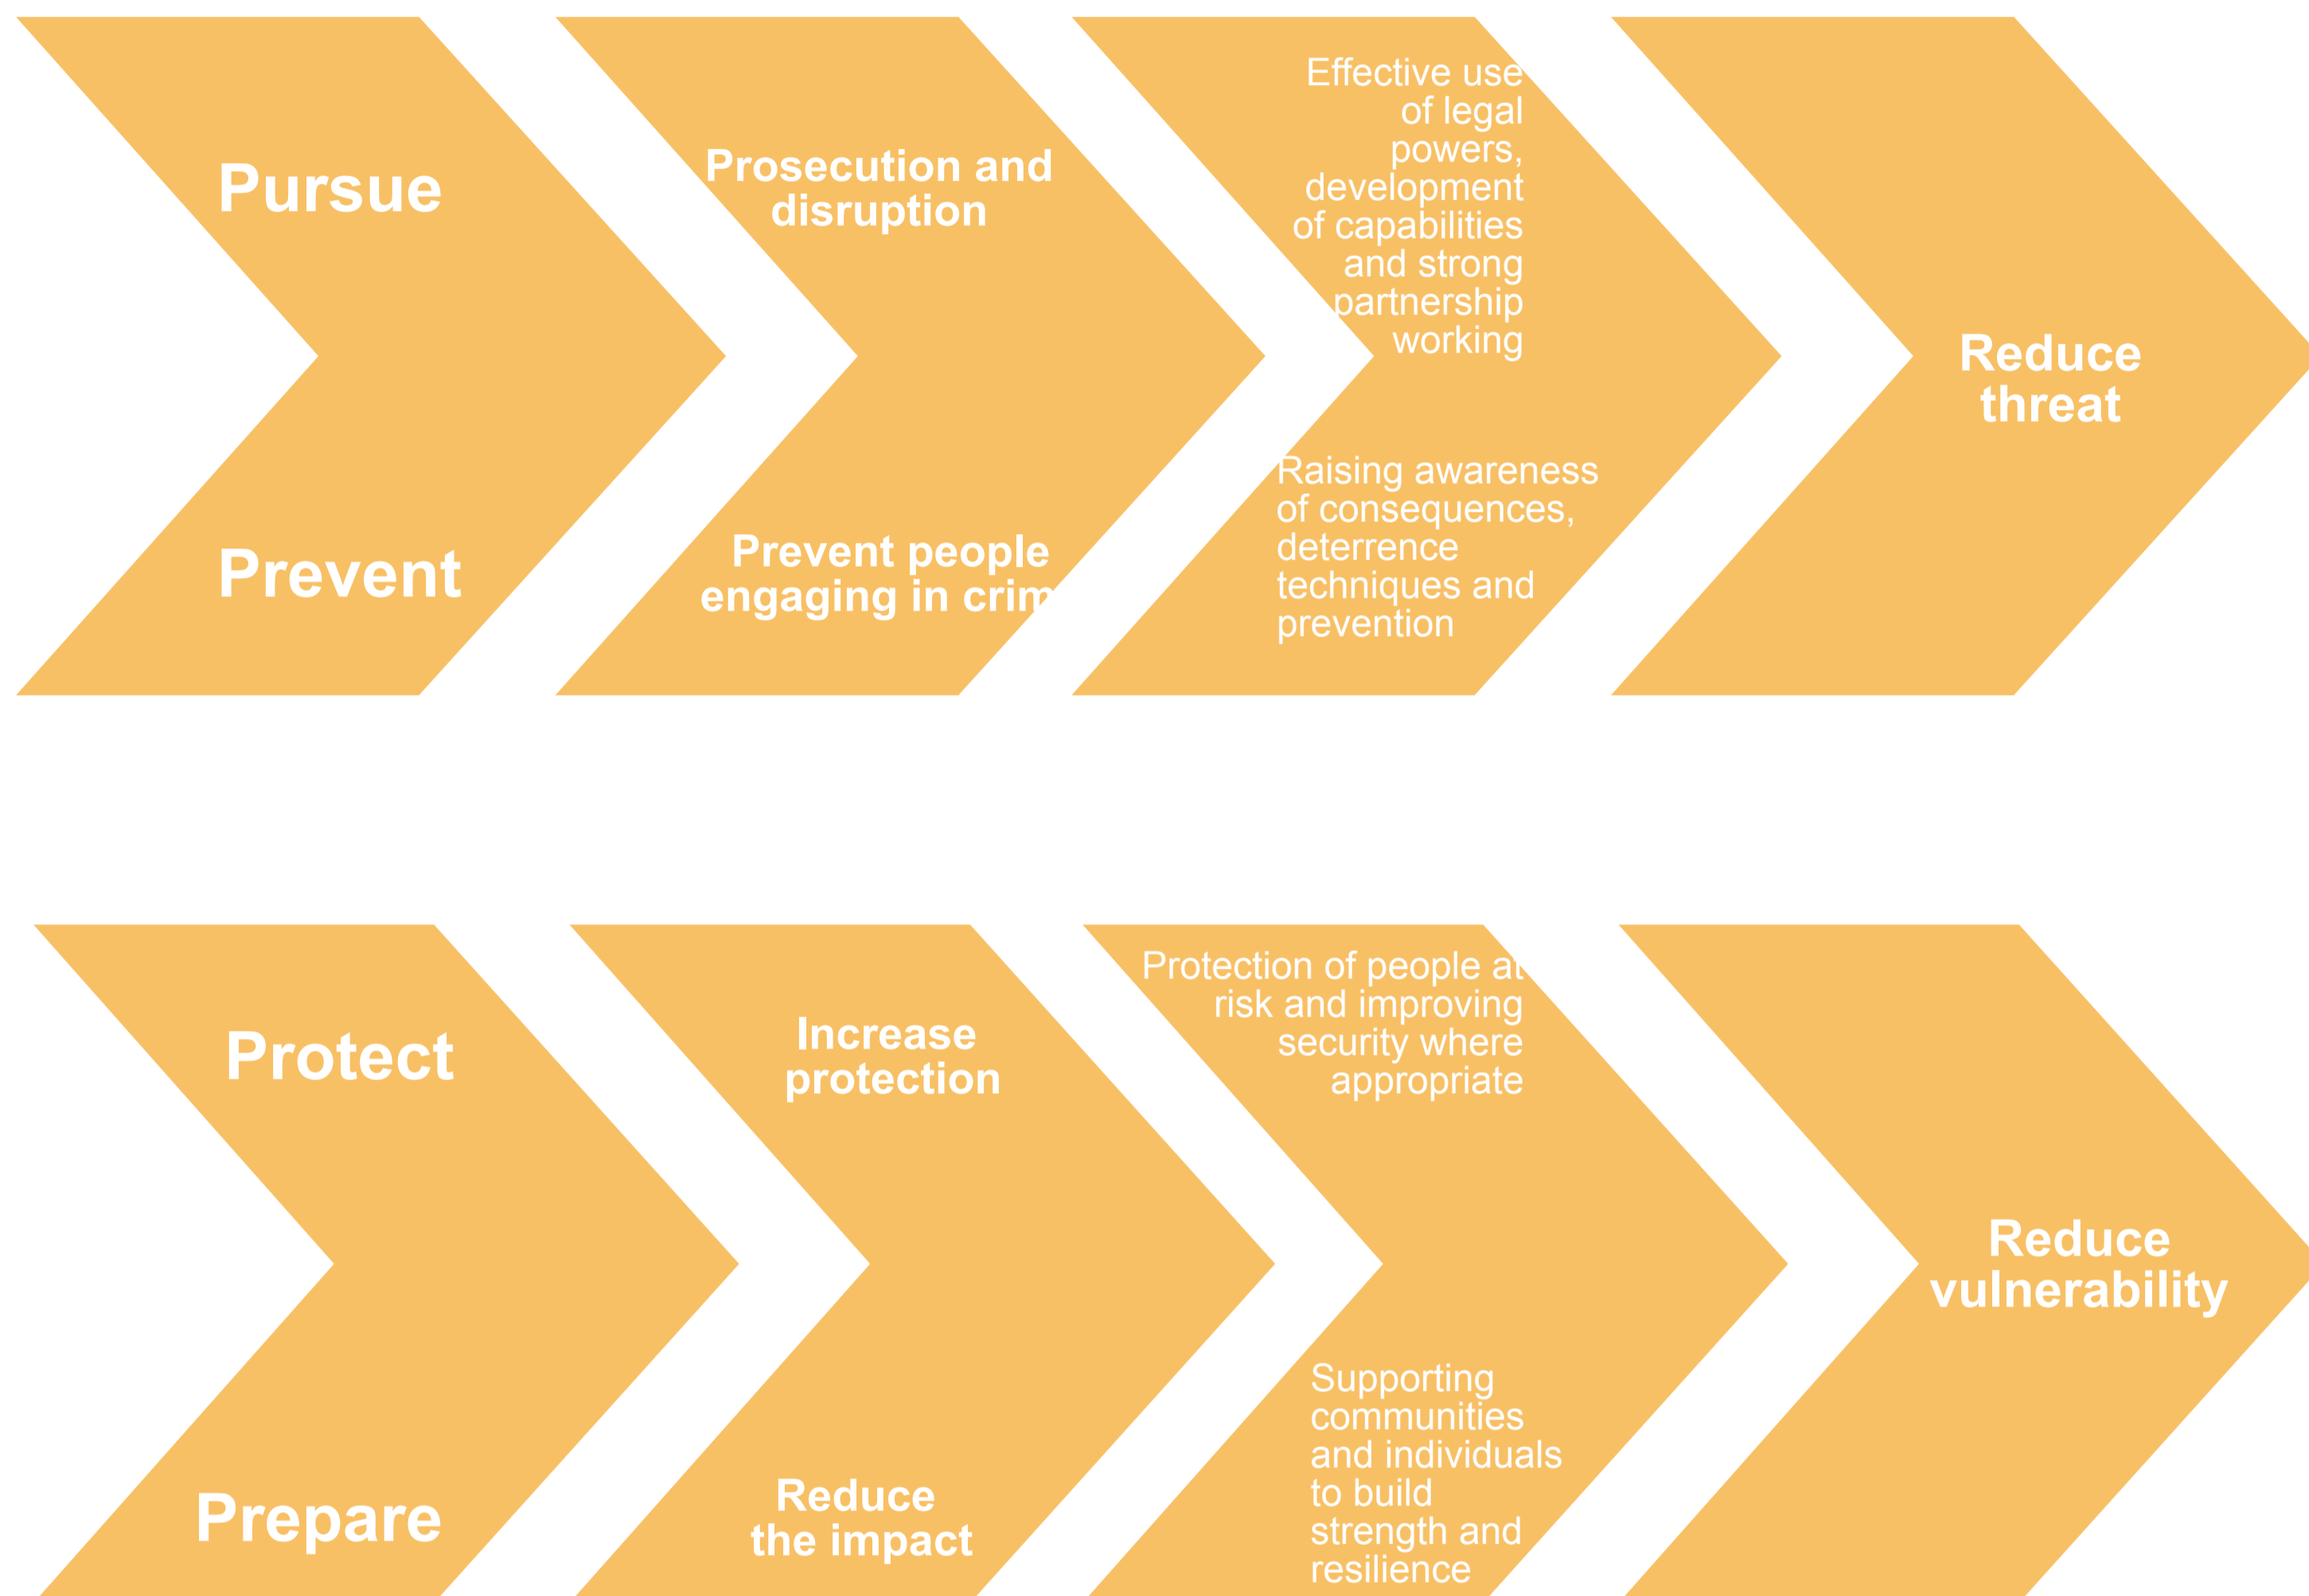 Pursue
Prevent
Prosecution and
disruption
Prevent people
engaging in crime
Effective use
of legal
powers,
development
of capabilities
and strong
partnership
working
Raising awareness
of consequences,
deterrence
techniques and
prevention
Reduce
threat
Protect
Prepare
Increase
protection
Reduce
the impact
Protection of people at
risk and improving
security where
appropriate
Supporting
communities
and individuals
to build
strength and
resilience
Reduce
vulnerability